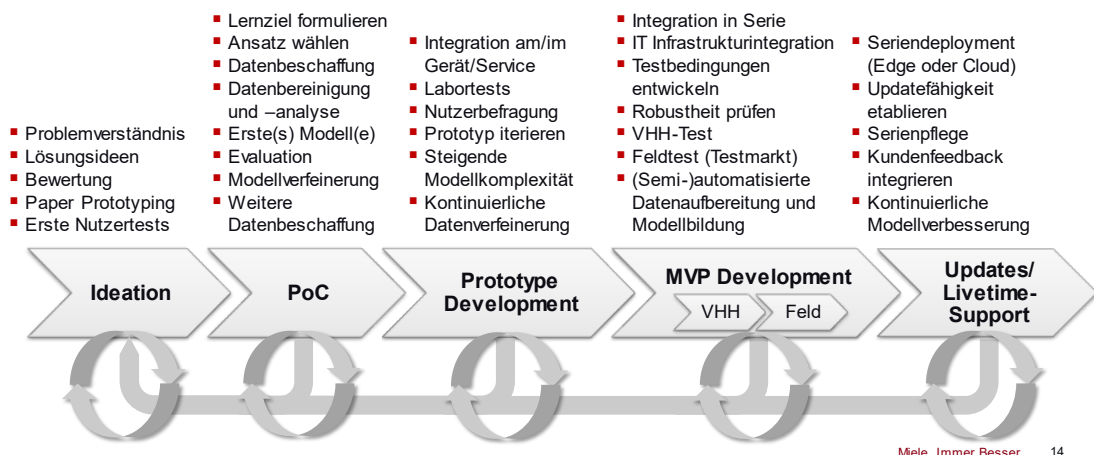 ▪ Problemverständnis
▪ Lösungsideen
▪ Bewertung
▪ Paper Prototyping
▪ Erste Nutzertests
▪ Lernziel formulieren
▪ Ansatz wählen
▪ Datenbeschaffung
▪ Datenbereinigung
und –analyse
▪ Erste(s) Modell(e)
▪ Evaluation
▪ Modellverfeinerung
▪ Weitere
Datenbeschaffung
▪ Integration am/im
Gerät/Service
▪ Labortests
▪ Nutzerbefragung
▪ Prototyp iterieren
▪ Steigende
Modellkomplexität
▪ Kontinuierliche
Datenverfeinerung
▪ Integration in Serie
▪ IT Infrastrukturintegration
▪ Testbedingungen
entwickeln
▪ Robustheit prüfen
▪ VHH-Test
▪ Feldtest (Testmarkt)
▪ (Semi-)automatisierte
Datenaufbereitung und
Modellbildung
▪ Seriendeployment
(Edge oder Cloud)
▪ Updatefähigkeit
etablieren
▪ Serienpflege
▪ Kundenfeedback
integrieren
▪ Kontinuierliche
Modellverbesserung
Ideation
PoC
Prototype
Development
MVP Development
VHH
Feld
Updates/
Livetime-
Support
Miele. Immer Besser. 14